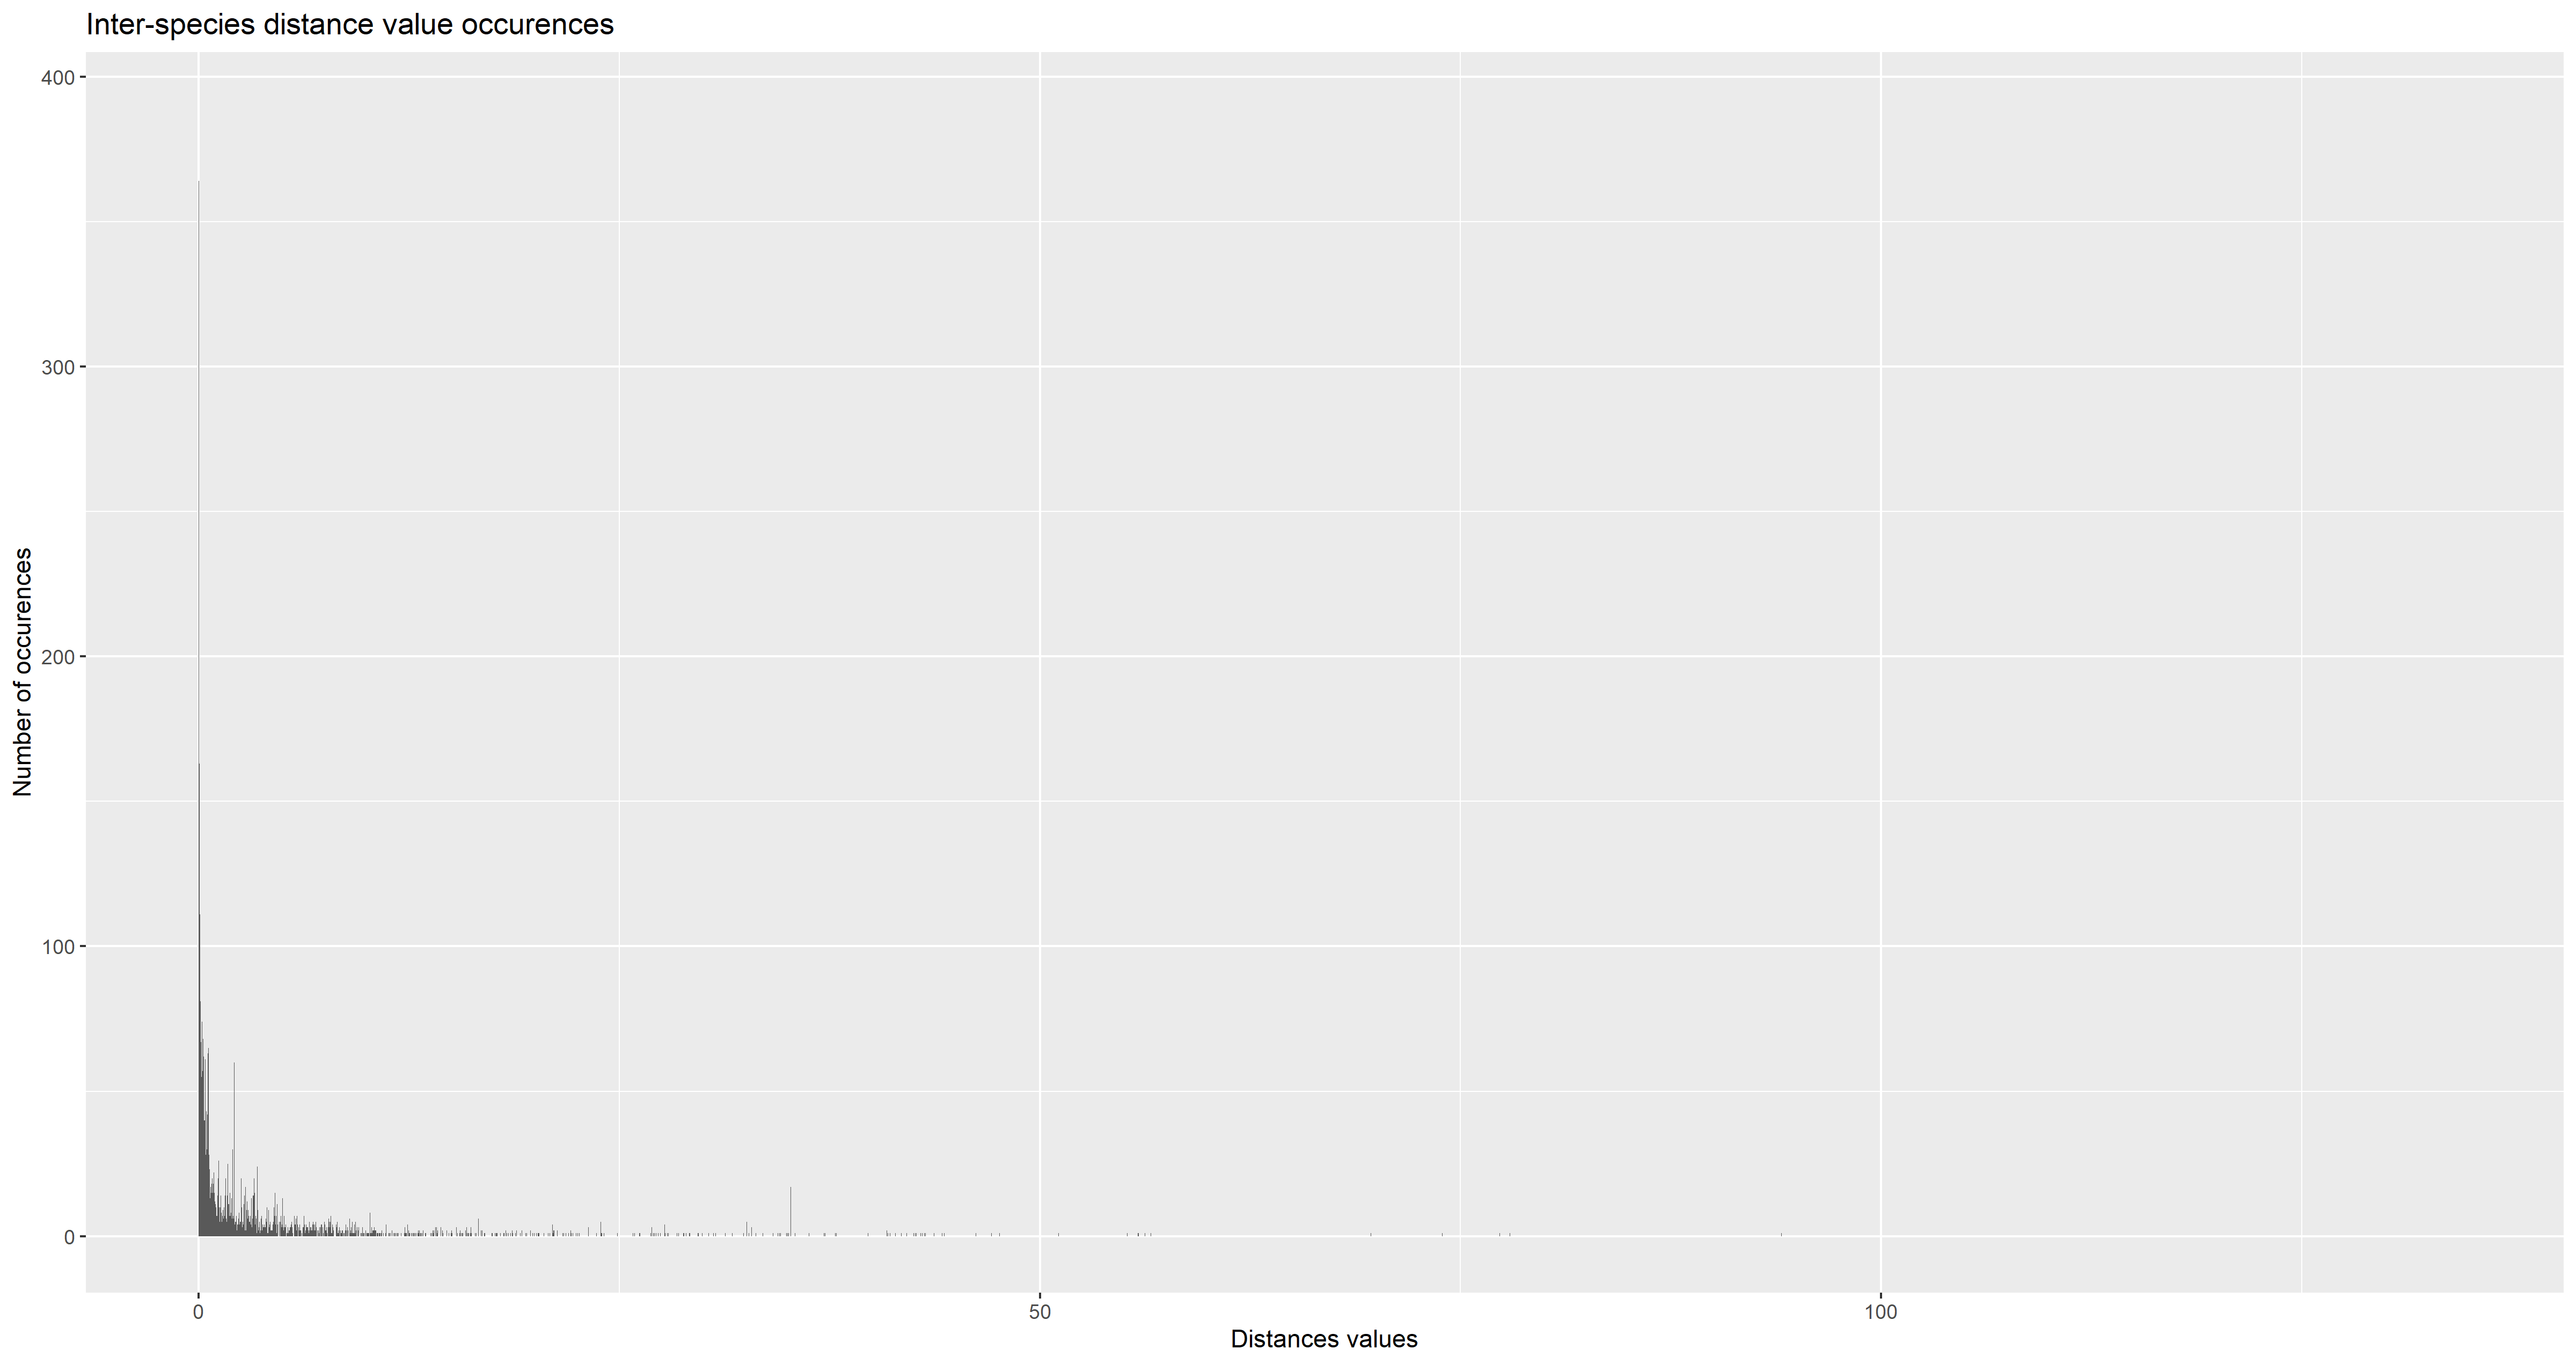 Inter-species distance value occurences
400
300
200
100
0
Number of occurences
0
50
100
Distances values